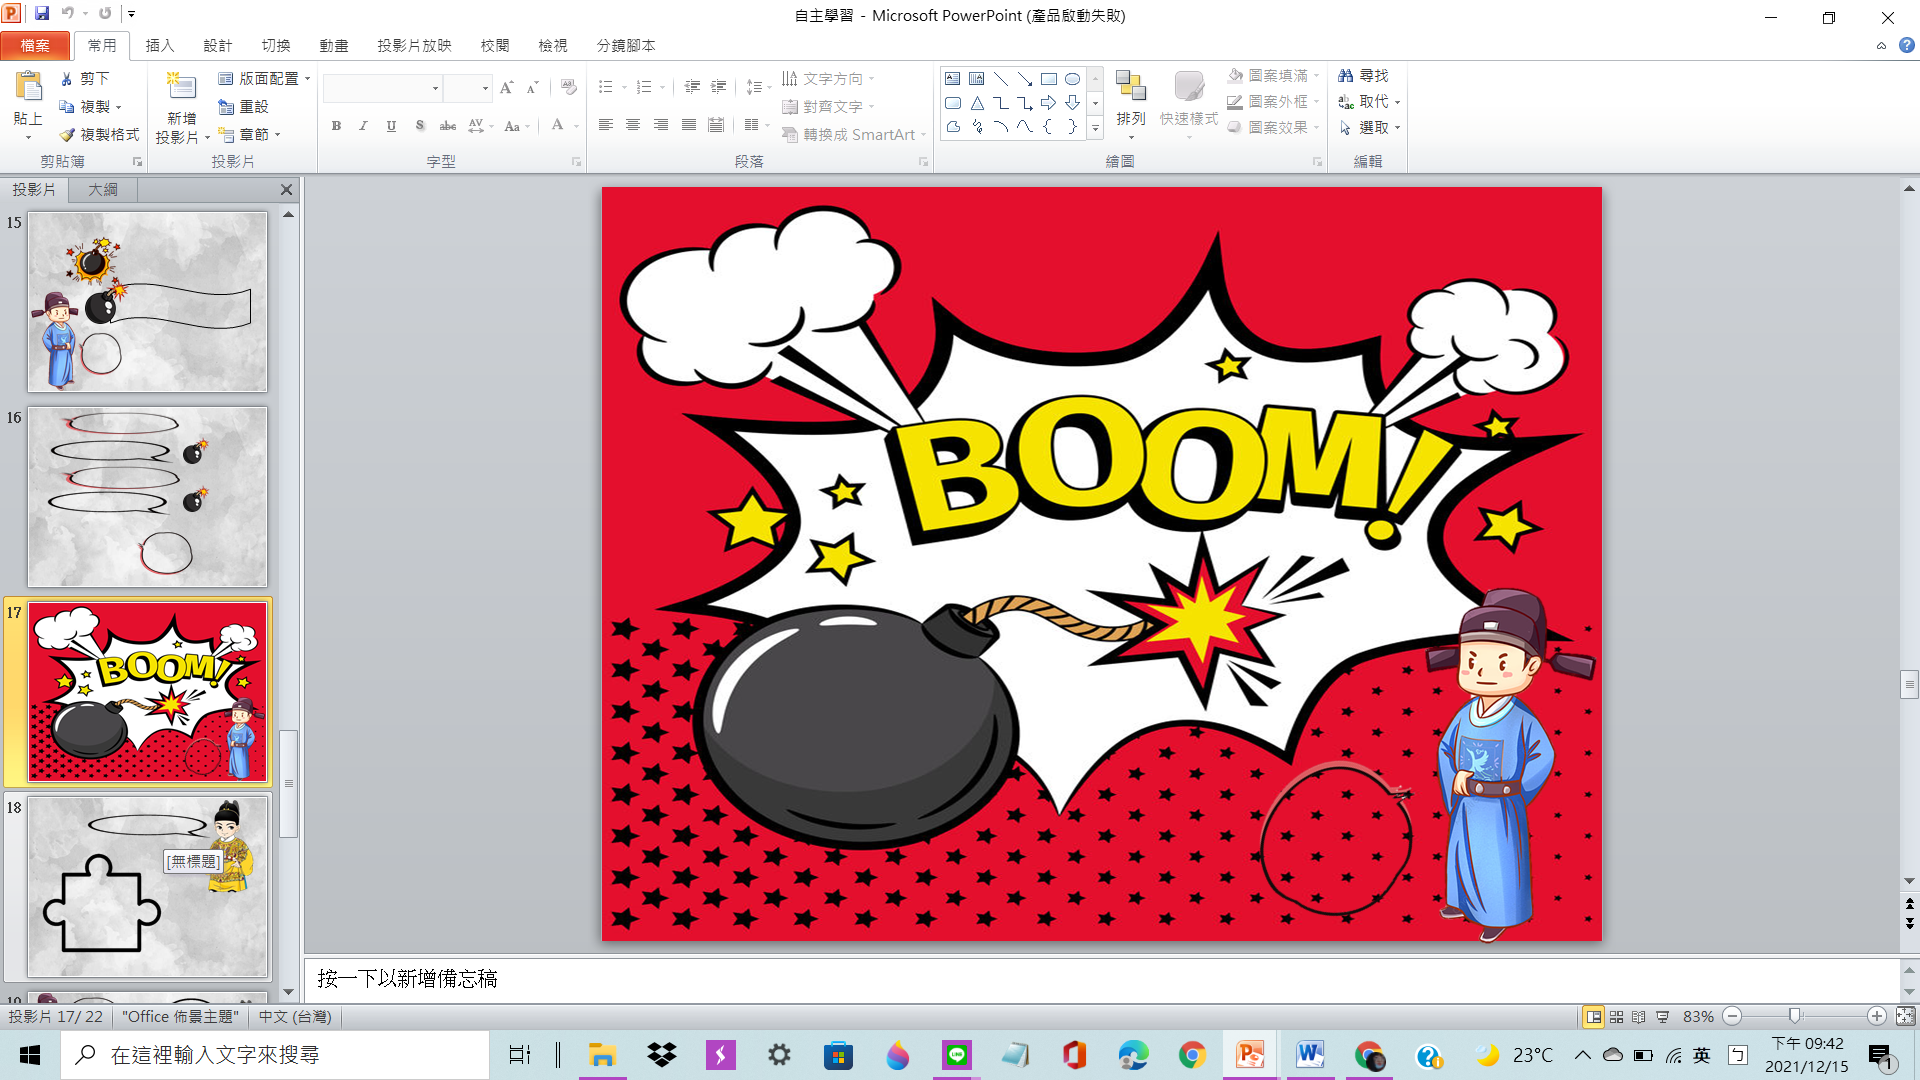 自主學習 - Microsoft PowerPoint (產品啟動失敗)
檔案 常用 插入 設計 切換 動畫 投影片放映 校閱 檢視 分鏡腳本
貼上
剪下
複製
複製格式
剪貼簿
新增
投影片
版面配置
重設
章節
投影片
B I U S abc AV Aa A
字型
文字方向
對齊文字
轉換成 SmartArt
段落
排列
快速樣式
圖案填滿
圖案外框
圖案效果
繪圖
尋找
取代
選取
編輯
投影片 大綱
15
16
17
BOOM!
18
[無標題]
BOOM!
按一下以新增備忘稿
投影片 17/ 22 "Office 佈景主題" 中文 (台灣)
83%
在這裡輸入文字來搜尋
LINE
23°C
英
ㄅ
下午 09:42
2021/12/15
1